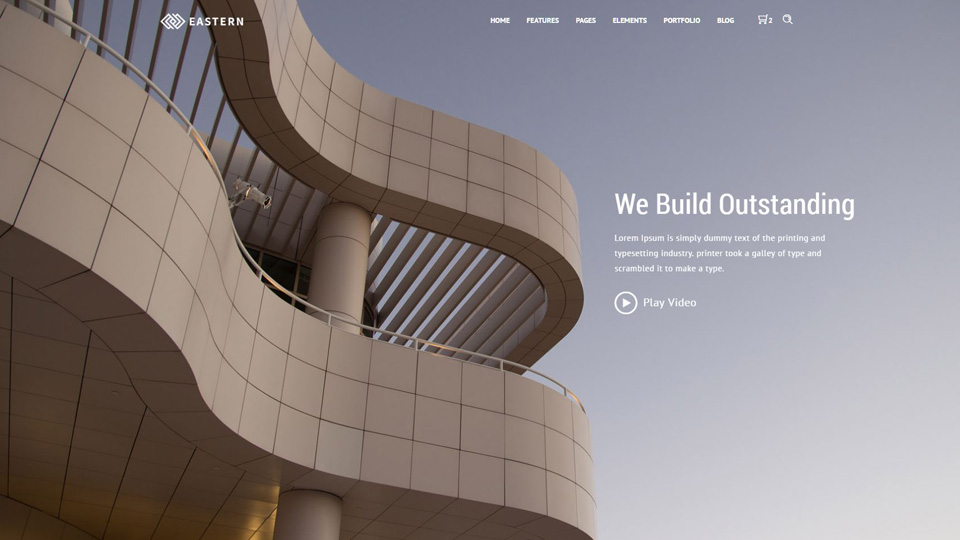 EASTERN
HOME FEATURES PAGES ELEMENTS PORTFOLIO BLOG 2
We Build Outstanding
Lorem Ipsum is simply dummy text of the printing and
typesetting industry. printer took a galley of type and
scrambled it to make a type.
Play Video